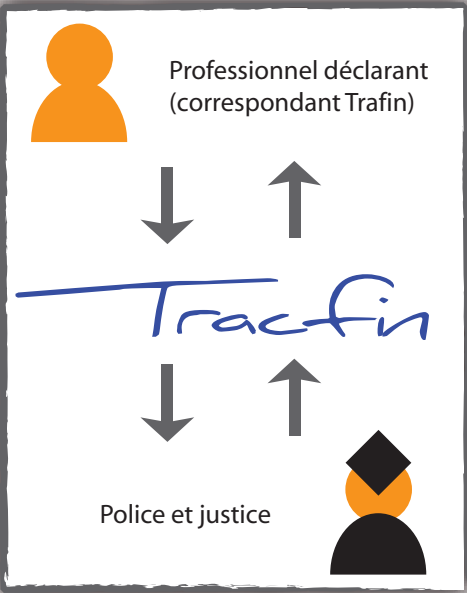 Professionnel déclarant
(correspondant Trafin)
Tracfin
Police et justice